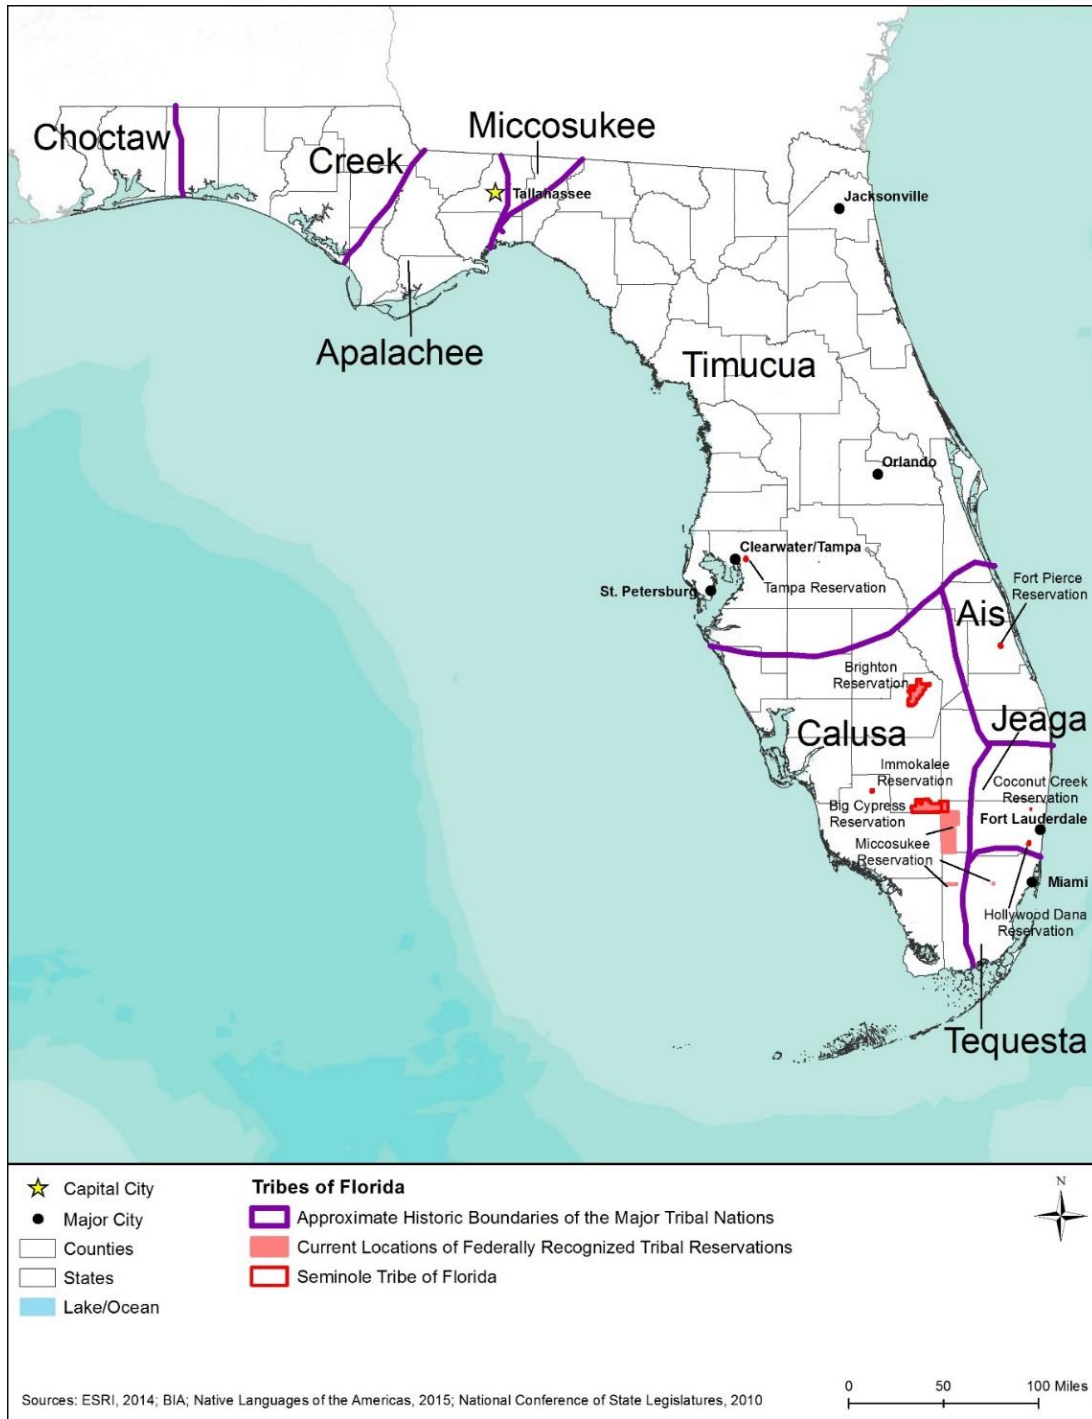 Choctaw
Creek
Miccosukee
Tallahassee
Jacksonville
Apalachee
Timucua
Orlando
Clearwater/Tampa
Tampa Reservation
St. Petersburg
Fort Pierce
Reservation
Ais
Brighton
Reservation
Jeaga
Calusa
Immokalee
Reservation
Coconut Creek
Reservation
Big Cypress
Reservation
Fort Lauderdale
Miccosukee
Reservation
Miami
Hollywood Dana
Reservation
Tequesta
Capital City
Major City
Counties
States
Lake/Ocean
Tribes of Florida
Approximate Historic Boundaries of the Major Tribal Nations
Current Locations of Federally Recognized Tribal Reservations
Seminole Tribe of Florida
N
Sources: ESRI, 2014; BIA; Native Languages of the Americas, 2015; National Conference of State Legislatures, 2010
0 50 100 Miles